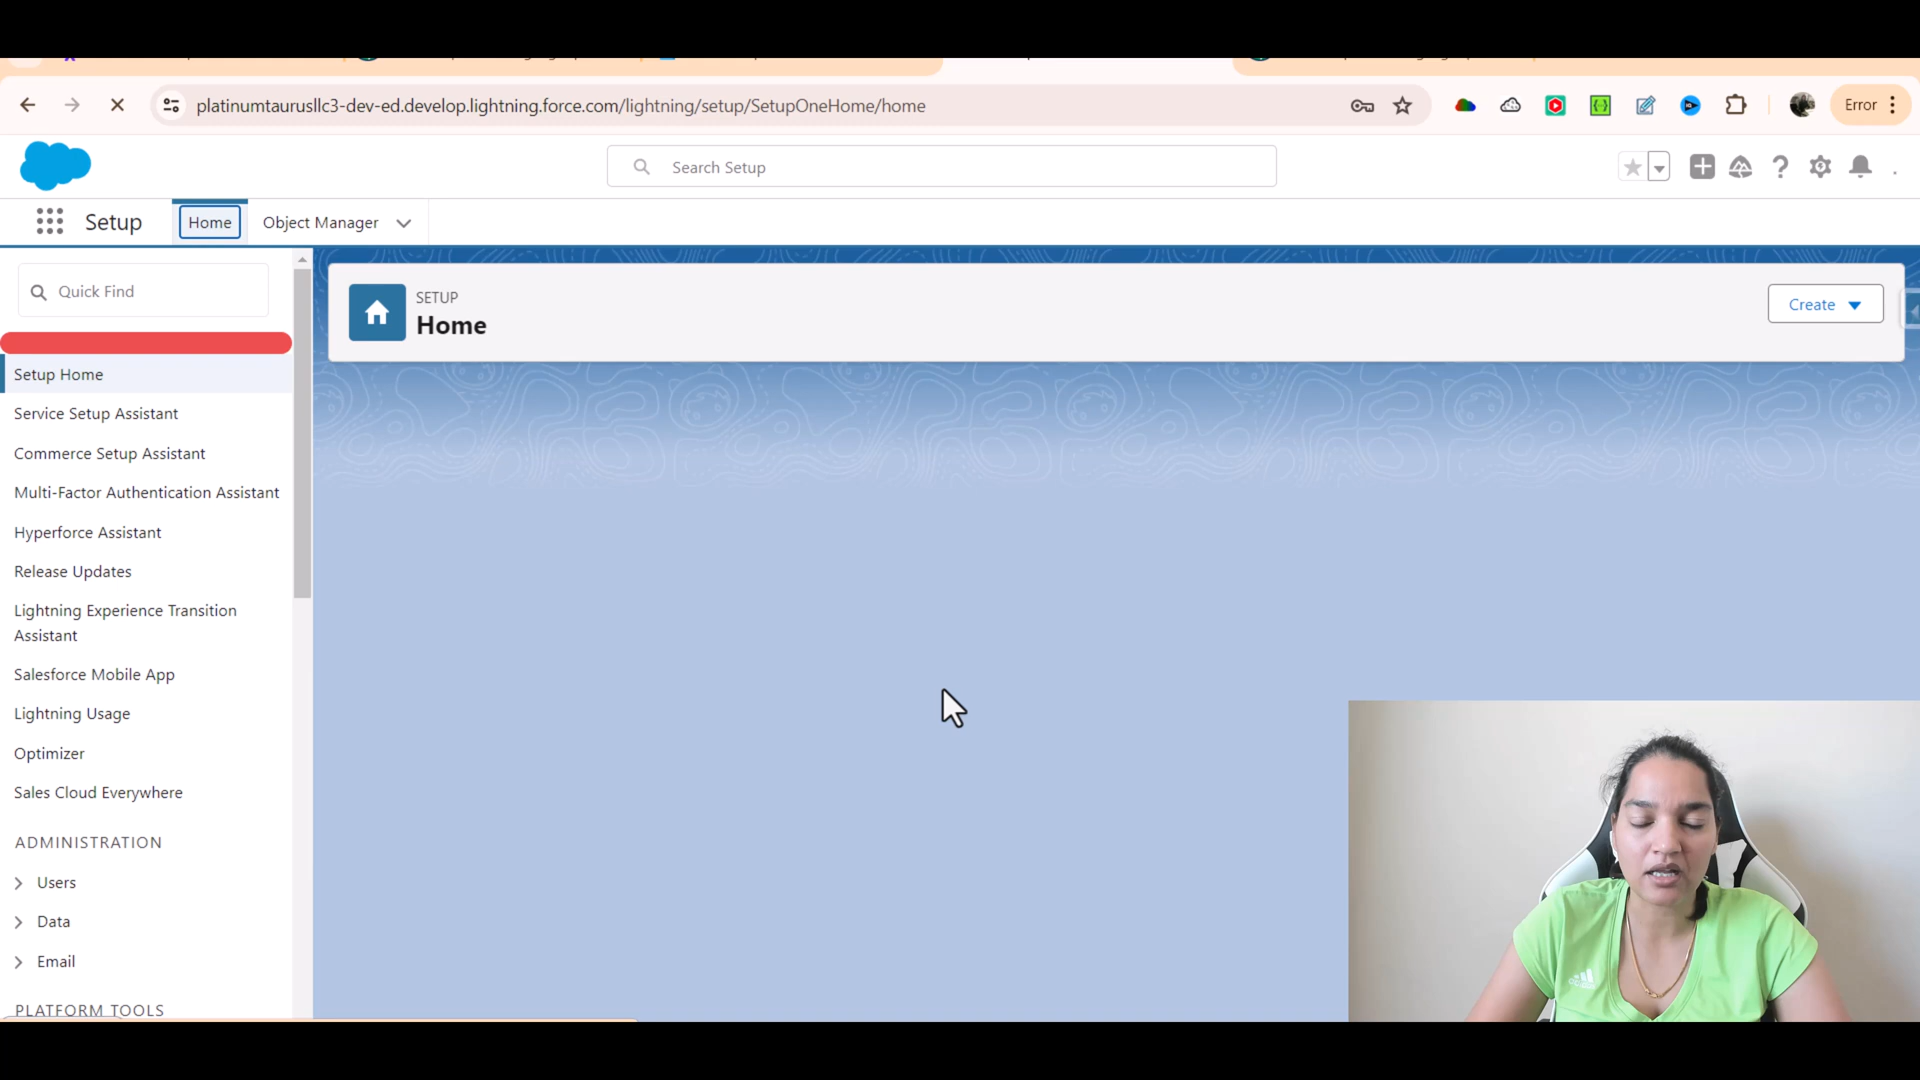 platinumtaurusllc3-dev-ed.develop.lightning.force.com/lightning/setup/SetupOneHome/home
Error
Search Setup
Setup
Home
Object Manager
Quick Find
SETUP
Home
Create
Setup Home
Service Setup Assistant
Commerce Setup Assistant
Multi-Factor Authentication Assistant
Hyperforce Assistant
Release Updates
Lightning Experience Transition
Assistant
Salesforce Mobile App
Lightning Usage
Optimizer
Sales Cloud Everywhere
ADMINISTRATION
Users
Data
Email
PLATFORM TOOLS